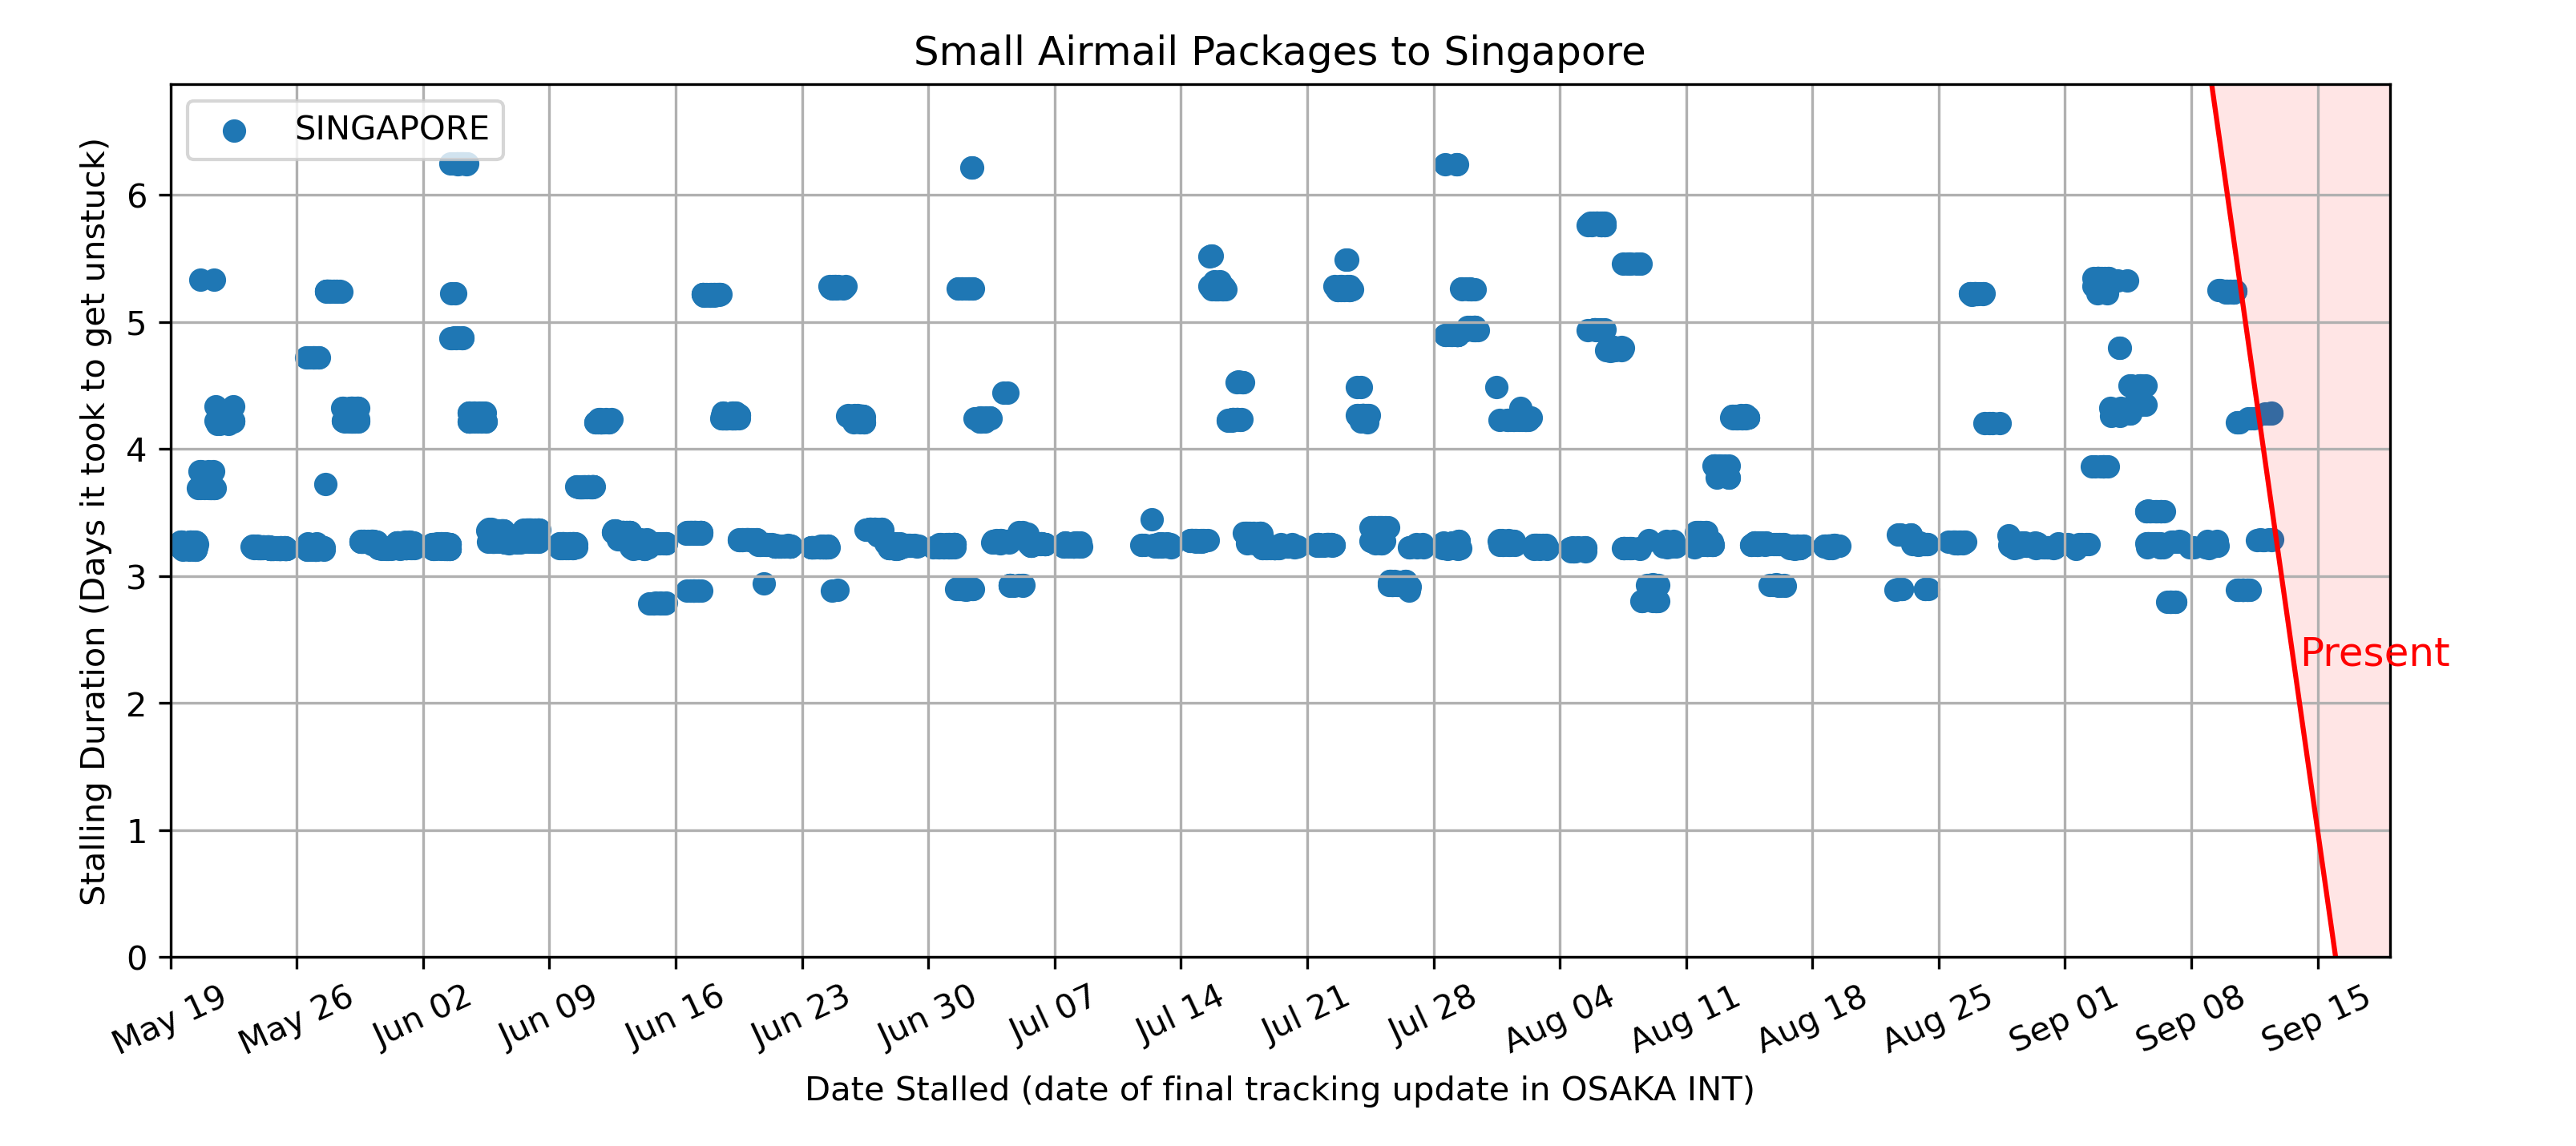 Small Airmail Packages to Singapore
SINGAPORE
Stalling Duration (Days it took to get unstuck)
6
5
4
3
2
1
0
Present
May 19
May 26
Jun 02
Jun 09
Jun 16
Jun 23
Jun 30
Jul 07
Jul 14
Jul 21
Jul 28
Aug 04
Aug 11
Aug 18
Aug 25
Sep 01
Sep 08
Sep 15
Date Stalled (date of final tracking update in OSAKA INT)